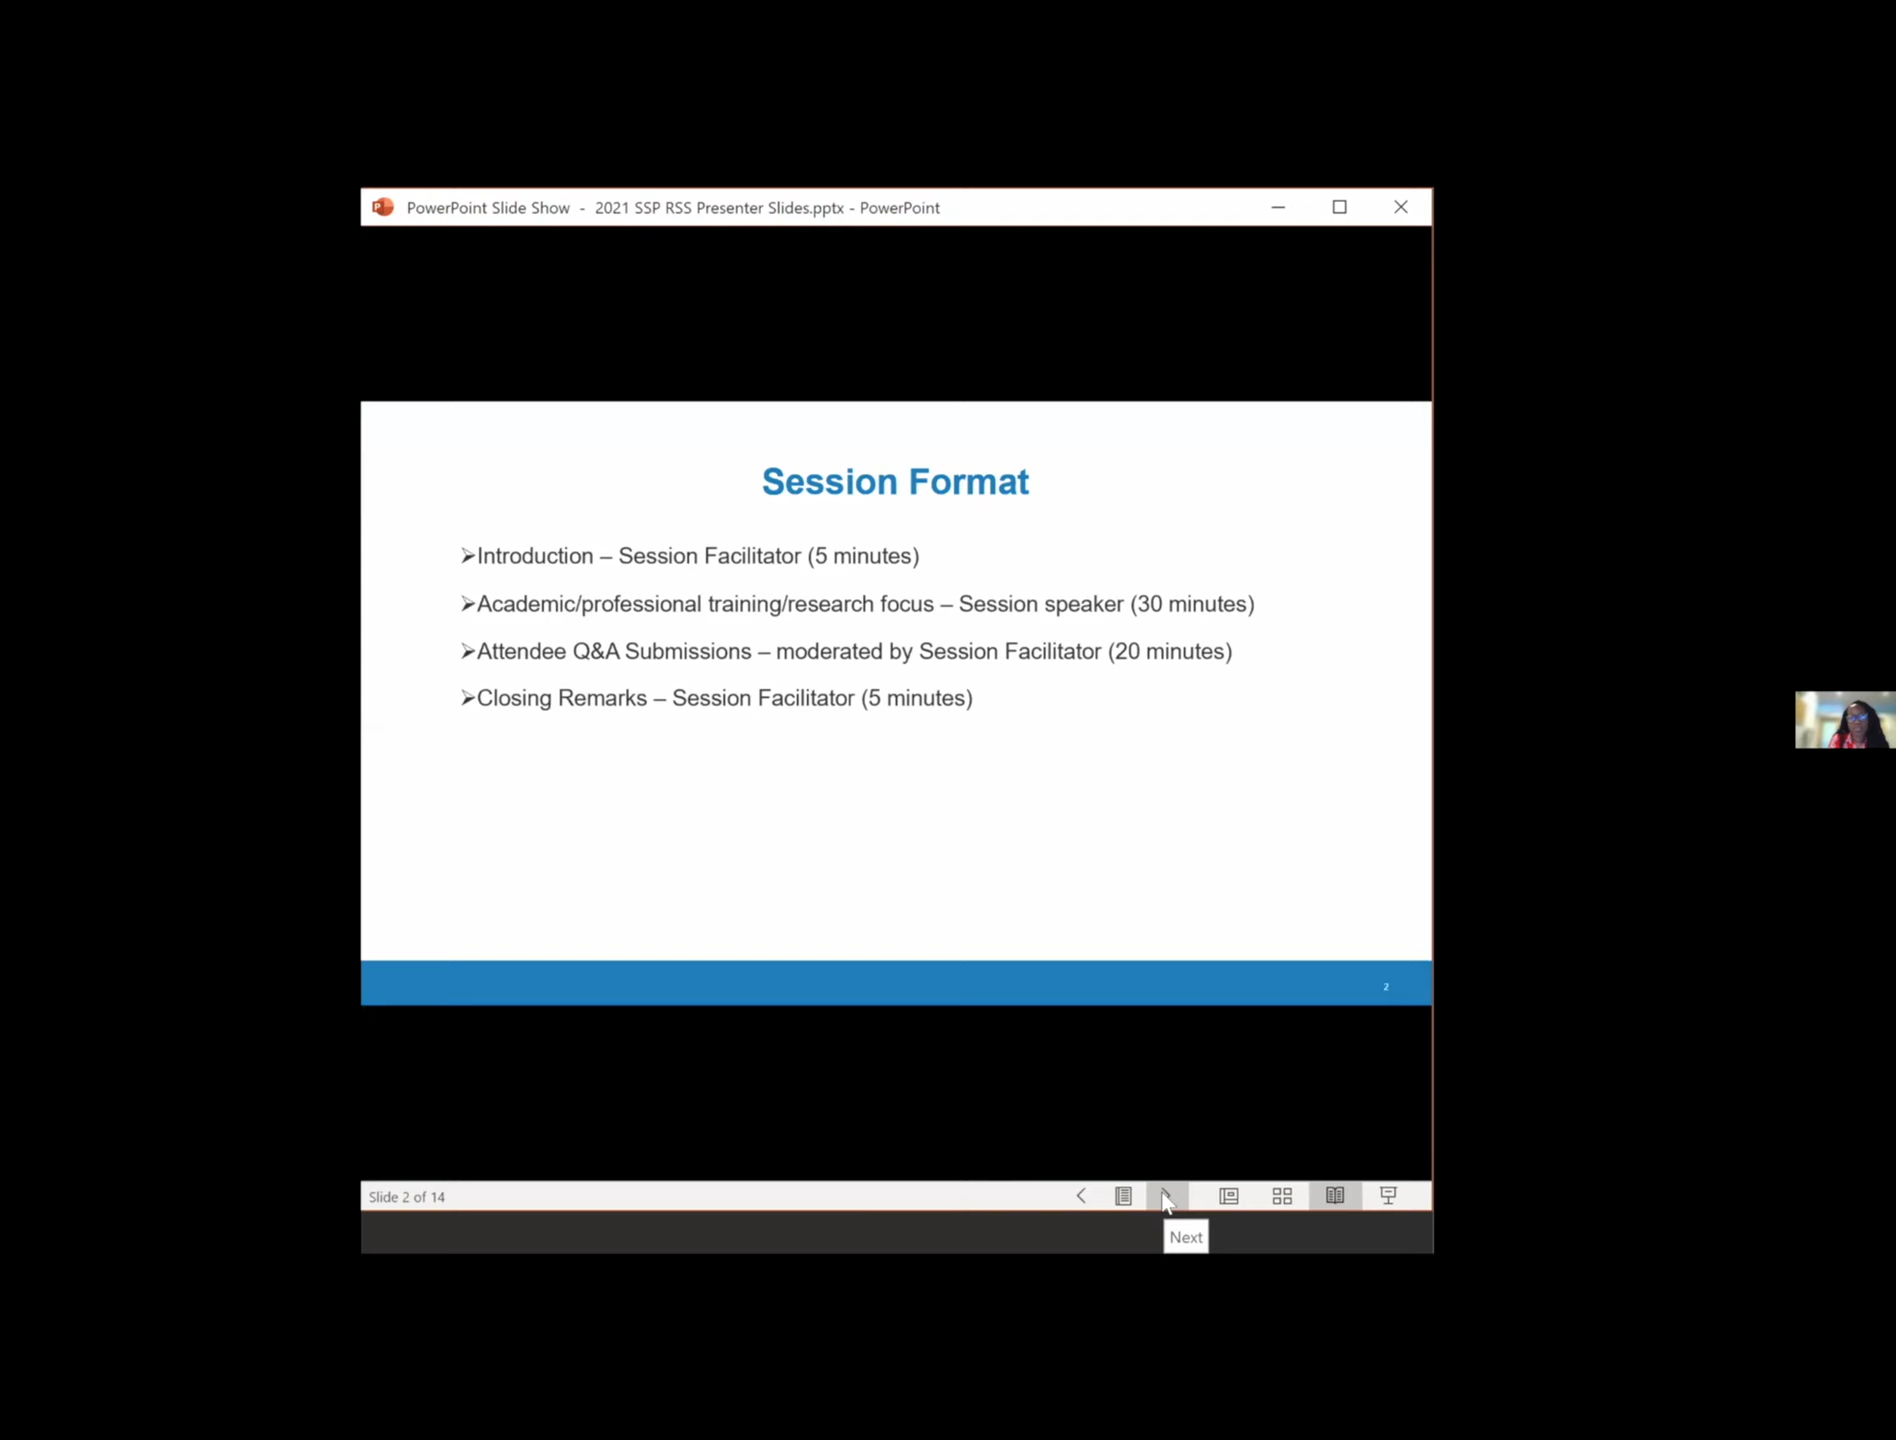 PowerPoint Slide Show - 2021 SSP RSS Presenter Slides.pptx - PowerPoint
Session Format
➢Introduction – Session Facilitator (5 minutes)
➢Academic/professional training/research focus – Session speaker (30 minutes)
➢Attendee Q&A Submissions – moderated by Session Facilitator (20 minutes)
➢Closing Remarks – Session Facilitator (5 minutes)
2
Slide 2 of 14
Next